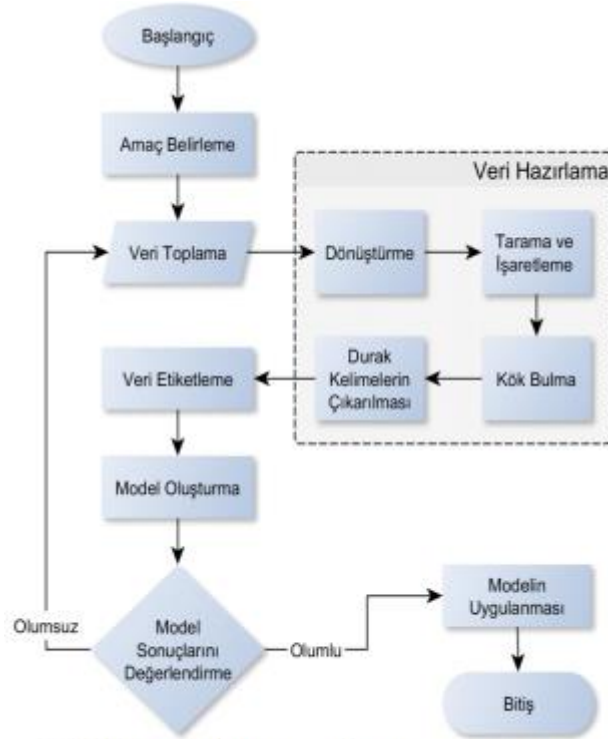 Başlangıç
Amaç Belirleme
Veri Hazırlama
Veri Toplama
Dönüştürme
Tarama ve
İşaretleme
Veri Etiketleme
Durak
Kelimelerin
Çıkarılması
Kök Bulma
Model Oluşturma
Olumsuz
Model
Sonuçlarını
Değerlendirme
Olumlu
Modelin
Uygulanması
Bitiş